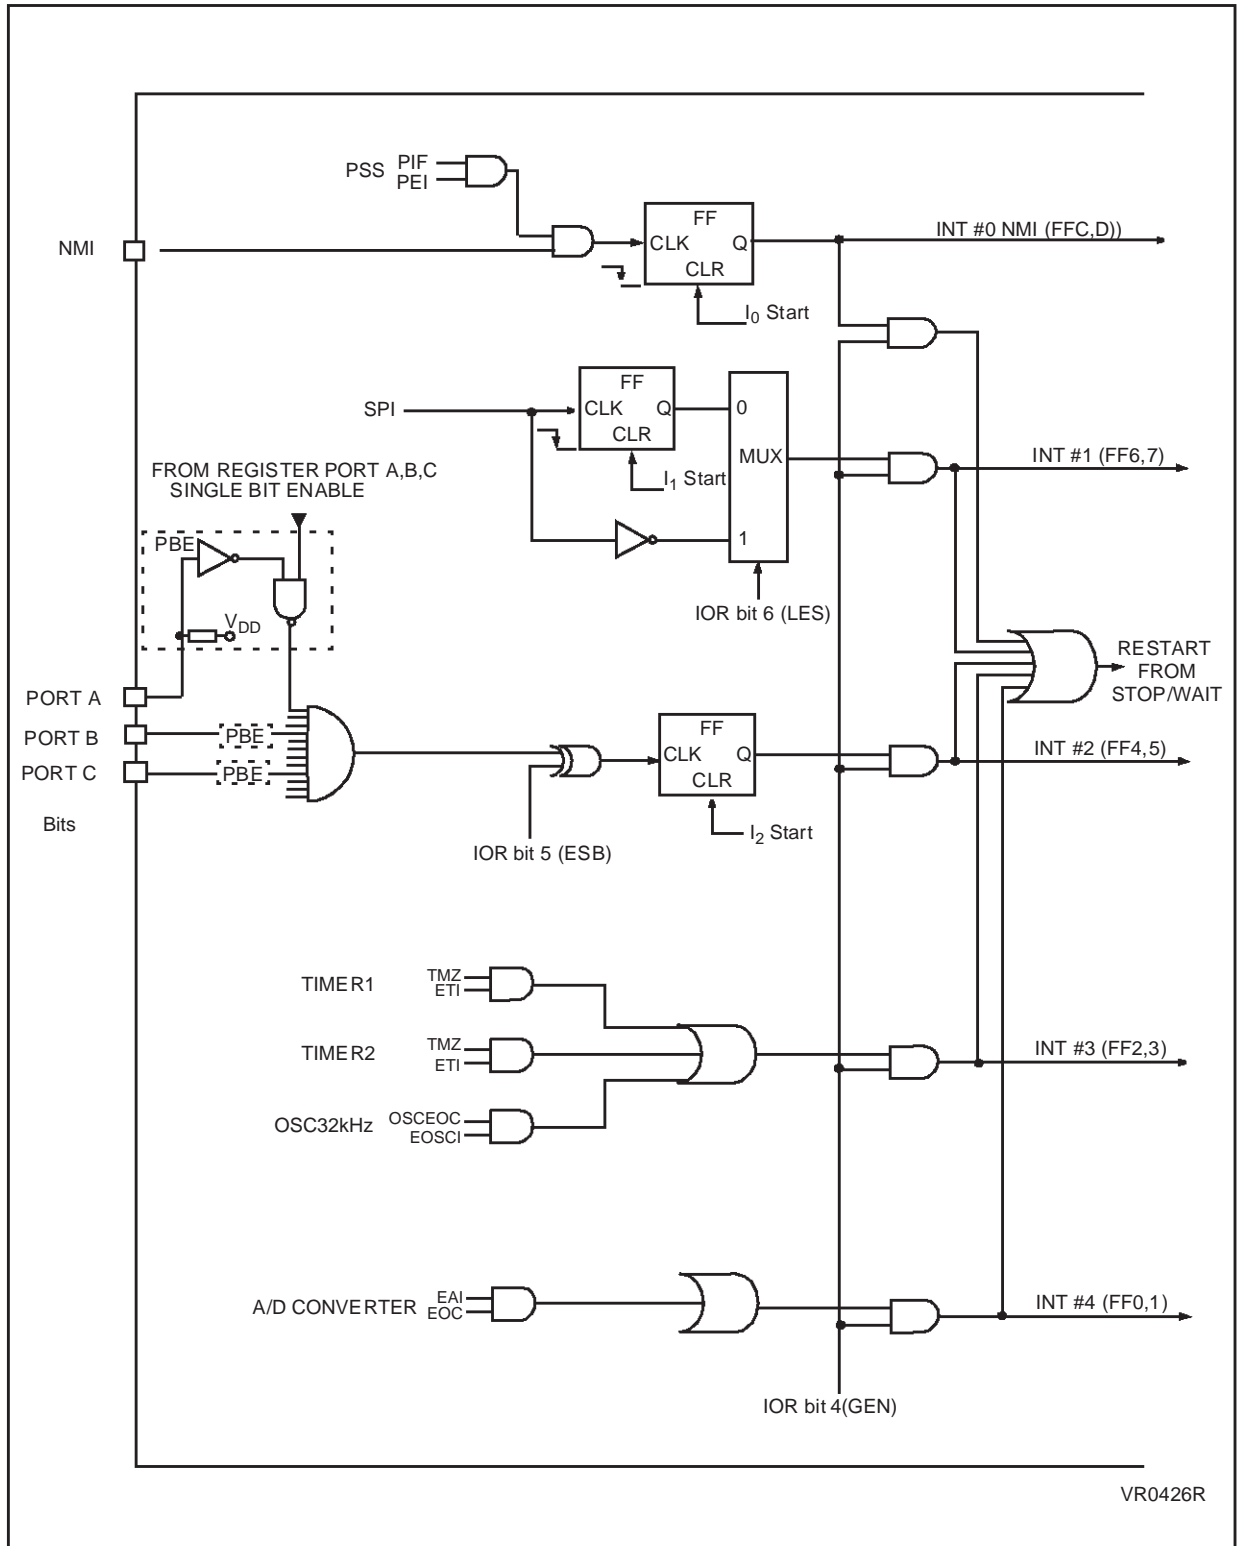 PSS PIF
PEI
NMI
FF
CLK Q
CLR
I0 Start
INT #0 NMI (FFC,D))
SPI
FF
CLK Q
CLR
I1 Start
0
MUX
1
IOR bit 6 (LES)
INT #1 (FF6,7)
FROM REGISTER PORT A,B,C
SINGLE BIT ENABLE
PBE
VDD
PORT A
PORT B PBE
PORT C PBE
Bits
IOR bit 5 (ESB)
FF
CLK Q
CLR
I2 Start
RESTART
FROM
STOP/WAIT
INT #2 (FF4,5)
TIMER1 TMZ
ETI
TIMER2 TMZ
ETI
OSC32kHz OSCEOC
EOSCI
INT #3 (FF2,3)
A/D CONVERTER EAI
EOC
INT #4 (FF0,1)
IOR bit 4(GEN)
VR0426R